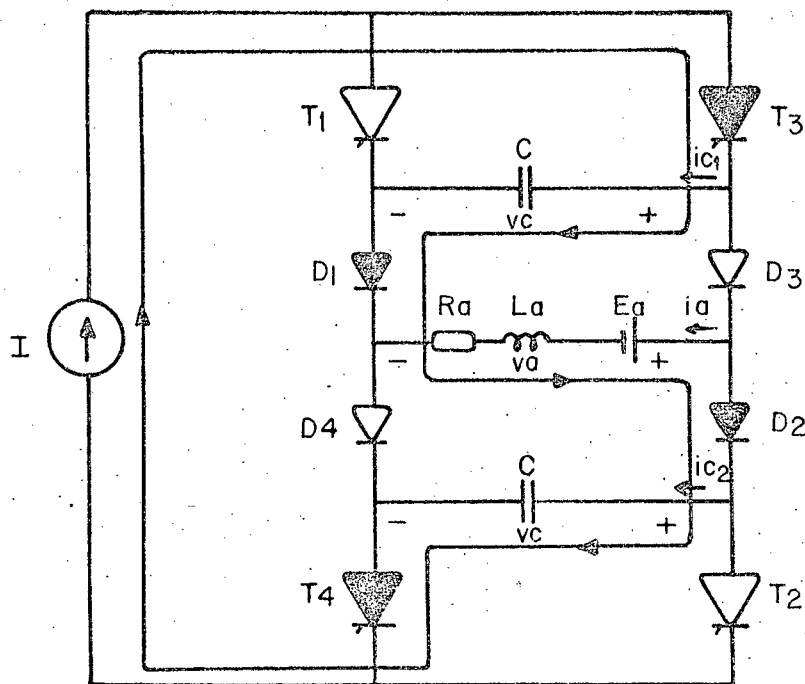 T1
T3
C
ic1
- vc +
D1
D3
Ra La Ea ia
I
- va +
D4
D2
C
ic2
- vc +
T4
T2